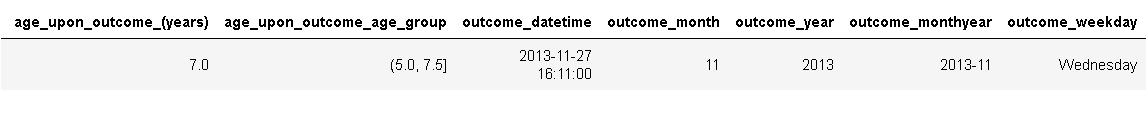 age_upon_outcome_(years) age_upon_outcome_age_group outcome_datetime outcome_month outcome_year outcome_monthyear outcome_weekday
7.0 (5.0, 7.5] 2013-11-27 11 2013 2013-11 Wednesday
16:11:00